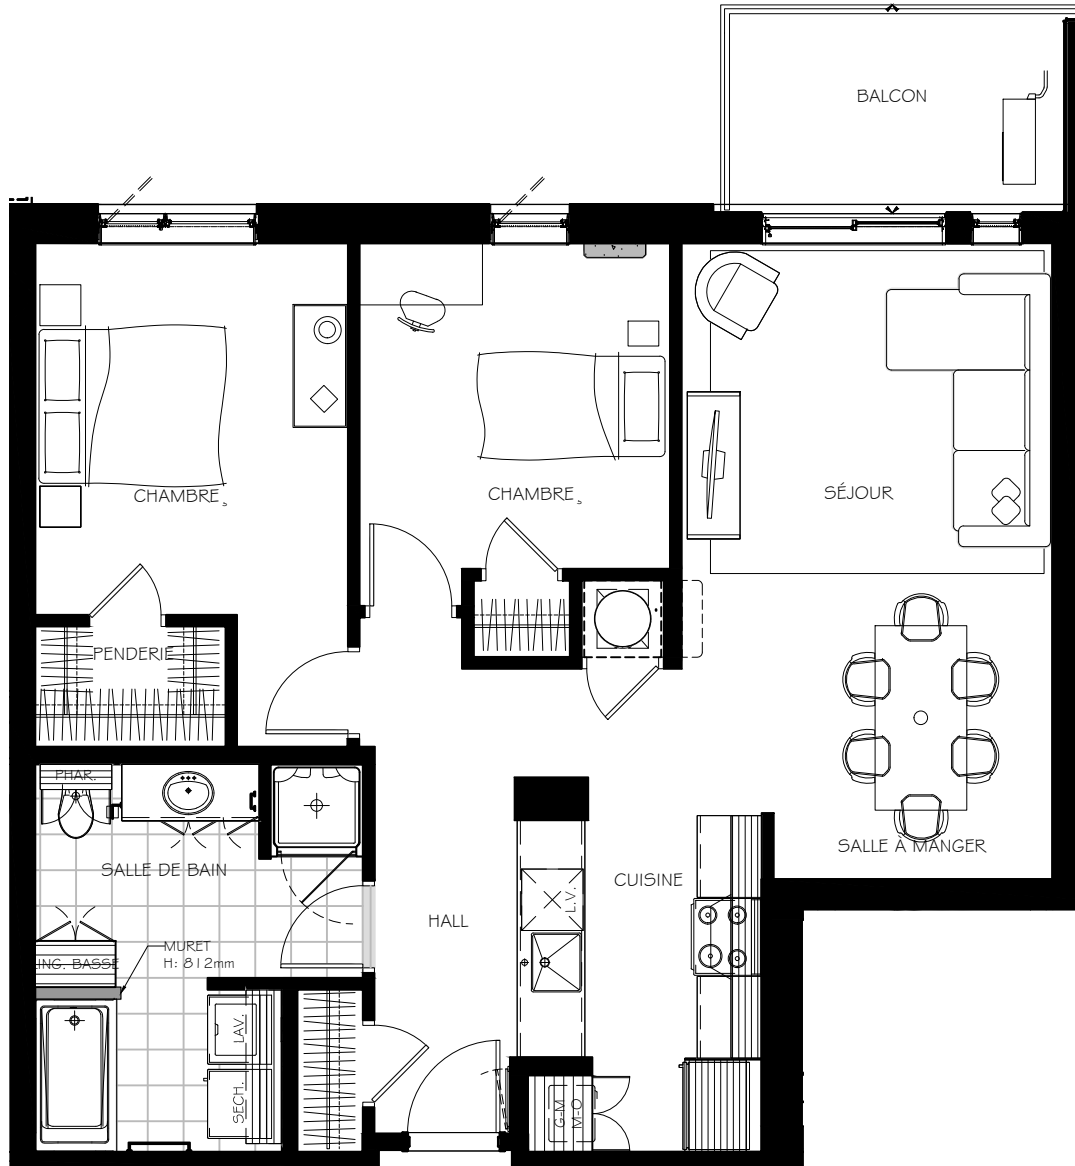 BALCON
CHAMBRE
CHAMBRE
SÉJOUR
PENDERIE
PHAR.
SALLE À MANGER
SALLE DE BAIN
CUISINE
L.V.
HALL
MURET
H: 812mm
LING. BASSE
LAV.
SECH.
G-M
M-O